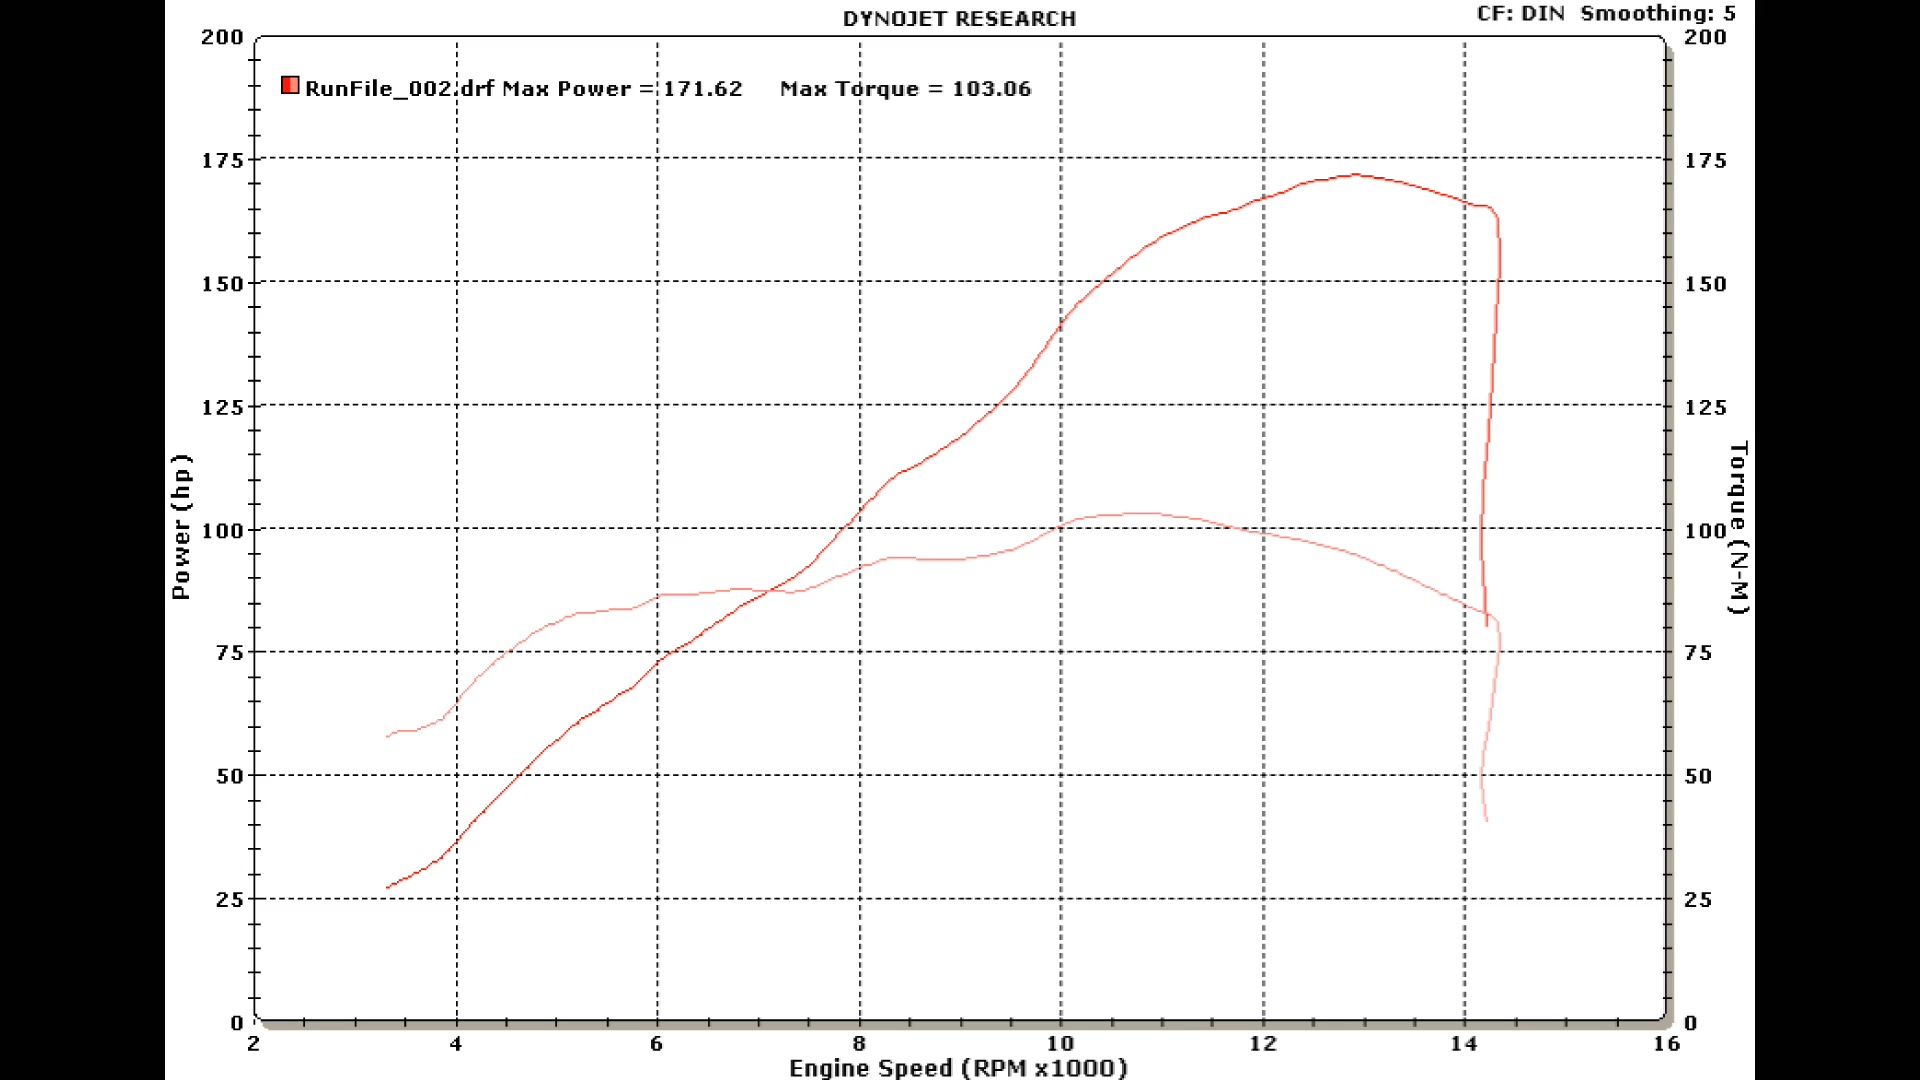 DYNOJET RESEARCH
CF: DIN Smoothing: 5
RunFile_002.drf Max Power = 171.62 Max Torque = 103.06
200
175
150
125
100
75
50
25
0
Power (hp)
200
175
150
125
100
75
50
25
0
Torque (N-M)
2 4 6 8 10 12 14 16
Engine Speed (RPM x1000)